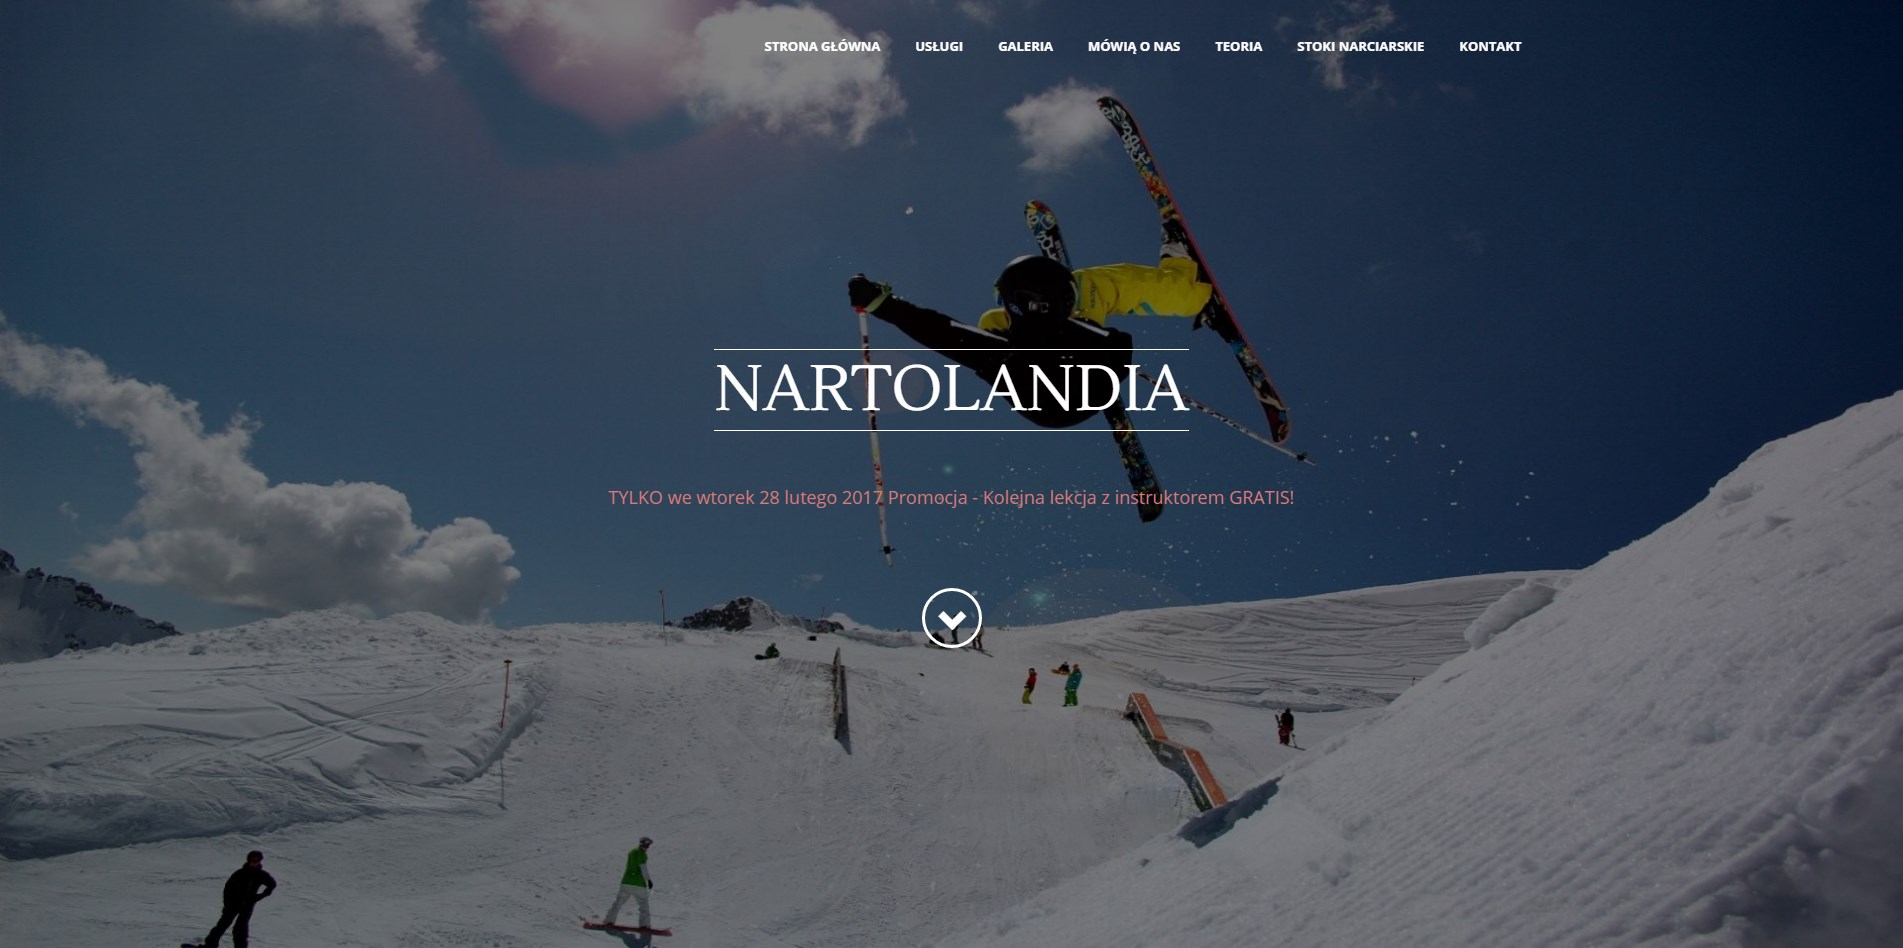 STRONA GŁÓWNA USŁUGI GALERIA MÓWIĄ O NAS TEORIA STOKI NARCIARSKIE KONTAKT
NARTOLANDIA
TYLKO we wtorek 28 lutego 2017 Promocja - Kolejna lekcja z instruktorem GRATIS!